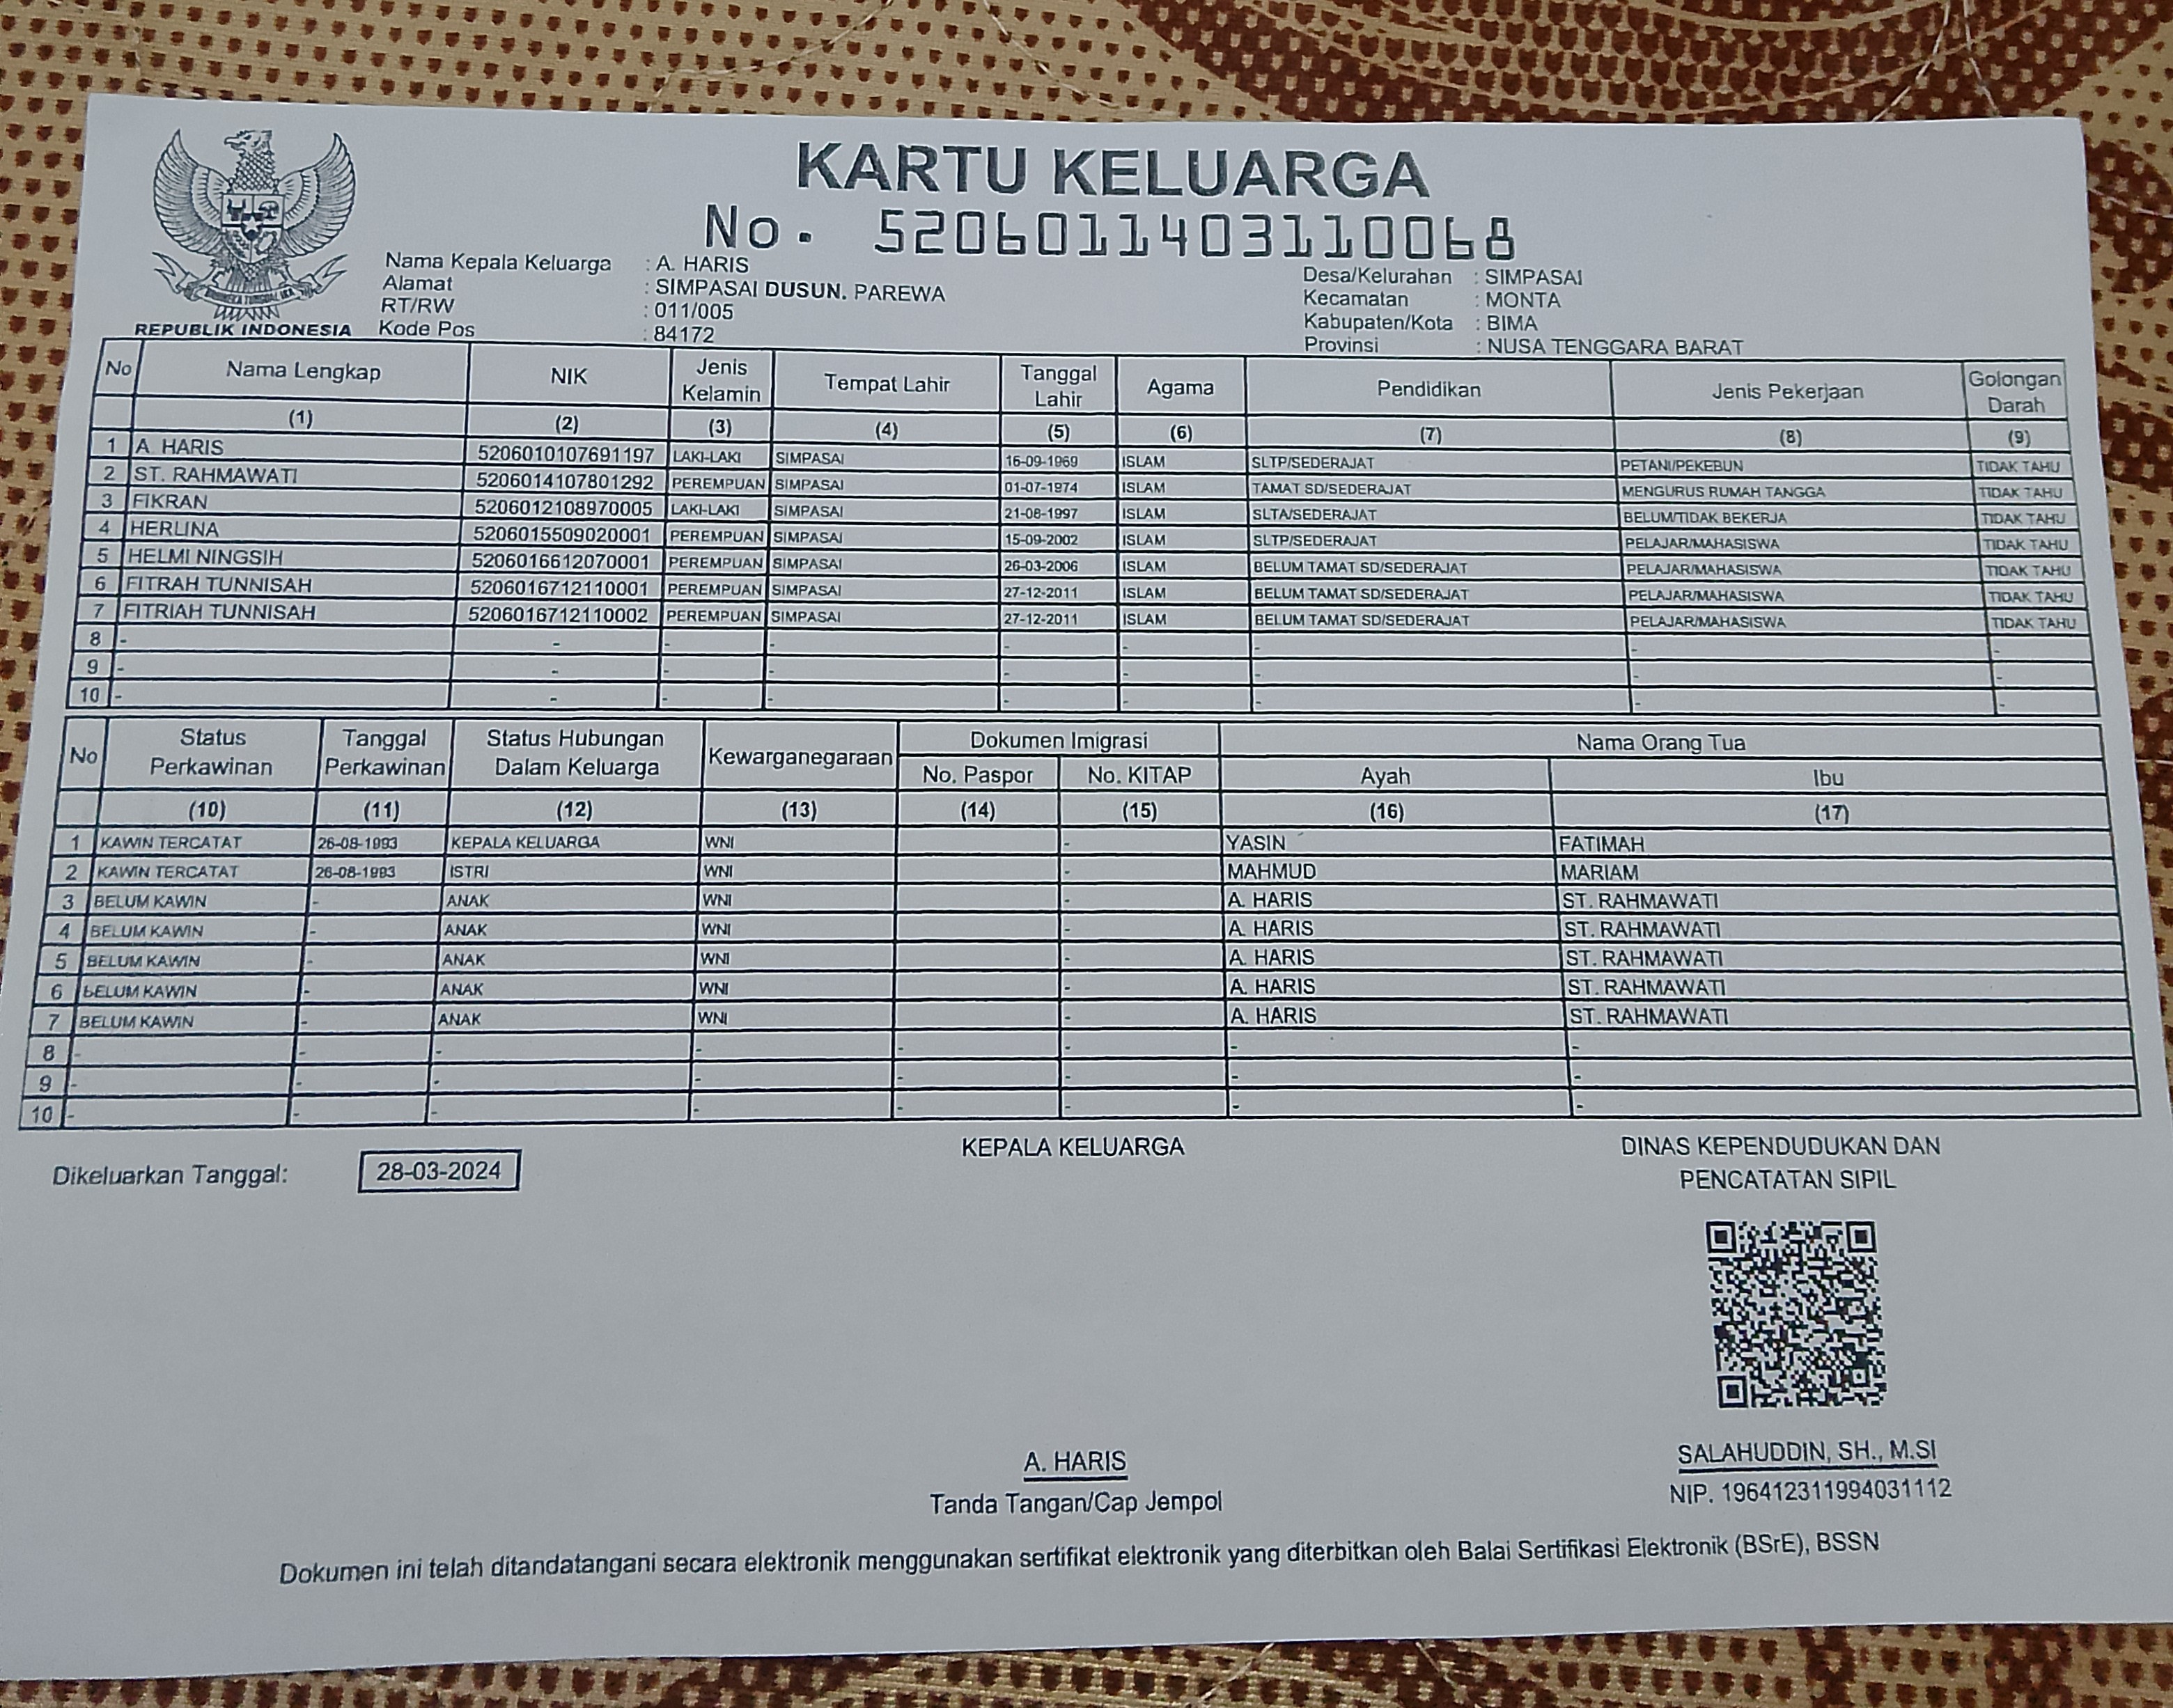 KARTU KELUARGA
No. 5206011403110068
Nama Kepala Keluarga : A. HARIS
Alamat : SIMPASAI DUSUN. PAREWA
RT/RW : 011/005
Kode Pos : 84172
Desa/Kelurahan : SIMPASAI
Kecamatan : MONTA
Kabupaten/Kota : BIMA
Provinsi : NUSA TENGGARA BARAT
REPUBLIK INDONESIA
No Nama Lengkap NIK Jenis Kelamin Tempat Lahir Tanggal Lahir Agama Pendidikan Jenis Pekerjaan Golongan Darah
(1) (2) (3) (4) (5) (6) (7) (8) (9)
1 A. HARIS 5206010107691197 LAKI-LAKI SIMPASAI 16-09-1969 ISLAM SLTP/SEDERAJAT PETANI/PEKEBUN TIDAK TAHU
2 ST. RAHMAWATI 5206014107801292 PEREMPUAN SIMPASAI 01-07-1974 ISLAM TAMAT SD/SEDERAJAT MENGURUS RUMAH TANGGA TIDAK TAHU
3 FIKRAN 5206012108970005 LAKI-LAKI SIMPASAI 21-08-1997 ISLAM SLTA/SEDERAJAT BELUM/TIDAK BEKERJA TIDAK TAHU
4 HERLINA 5206015509020001 PEREMPUAN SIMPASAI 15-09-2002 ISLAM SLTP/SEDERAJAT PELAJAR/MAHASISWA TIDAK TAHU
5 HELMI NINGSIH 5206016612070001 PEREMPUAN SIMPASAI 26-03-2006 ISLAM BELUM TAMAT SD/SEDERAJAT PELAJAR/MAHASISWA TIDAK TAHU
6 FITRAH TUNNISAH 5206016712110001 PEREMPUAN SIMPASAI 27-12-2011 ISLAM BELUM TAMAT SD/SEDERAJAT PELAJAR/MAHASISWA TIDAK TAHU
7 FITRIAH TUNNISAH 5206016712110002 PEREMPUAN SIMPASAI 27-12-2011 ISLAM BELUM TAMAT SD/SEDERAJAT PELAJAR/MAHASISWA TIDAK TAHU
8 - - - - - - - - -
9 - - - - - - - - -
10 - - - - - - - - -
No Status Perkawinan Tanggal Perkawinan Status Hubungan Dalam Keluarga Kewarganegaraan Dokumen Imigrasi Nama Orang Tua
No. Paspor No. KITAP Ayah Ibu
(10) (11) (12) (13) (14) (15) (16) (17)
1 KAWIN TERCATAT 26-08-1993 KEPALA KELUARGA WNI - YASIN FATIMAH
2 KAWIN TERCATAT 26-08-1993 ISTRI WNI - MAHMUD MARIAM
3 BELUM KAWIN - ANAK WNI - A. HARIS ST. RAHMAWATI
4 BELUM KAWIN - ANAK WNI - A. HARIS ST. RAHMAWATI
5 BELUM KAWIN - ANAK WNI - A. HARIS ST. RAHMAWATI
6 BELUM KAWIN - ANAK WNI - A. HARIS ST. RAHMAWATI
7 BELUM KAWIN - ANAK WNI - A. HARIS ST. RAHMAWATI
8 - - - - - - - -
9 - - - - - - - -
10 - - - - - - - -
Dikeluarkan Tanggal: 28-03-2024
KEPALA KELUARGA
A. HARIS
Tanda Tangan/Cap Jempol
DINAS KEPENDUDUKAN DAN
PENCATATAN SIPIL
SALAHUDDIN, SH., M.SI
NIP. 196412311994031112
Dokumen ini telah ditandatangani secara elektronik menggunakan sertifikat elektronik yang diterbitkan oleh Balai Sertifikasi Elektronik (BSrE), BSSN